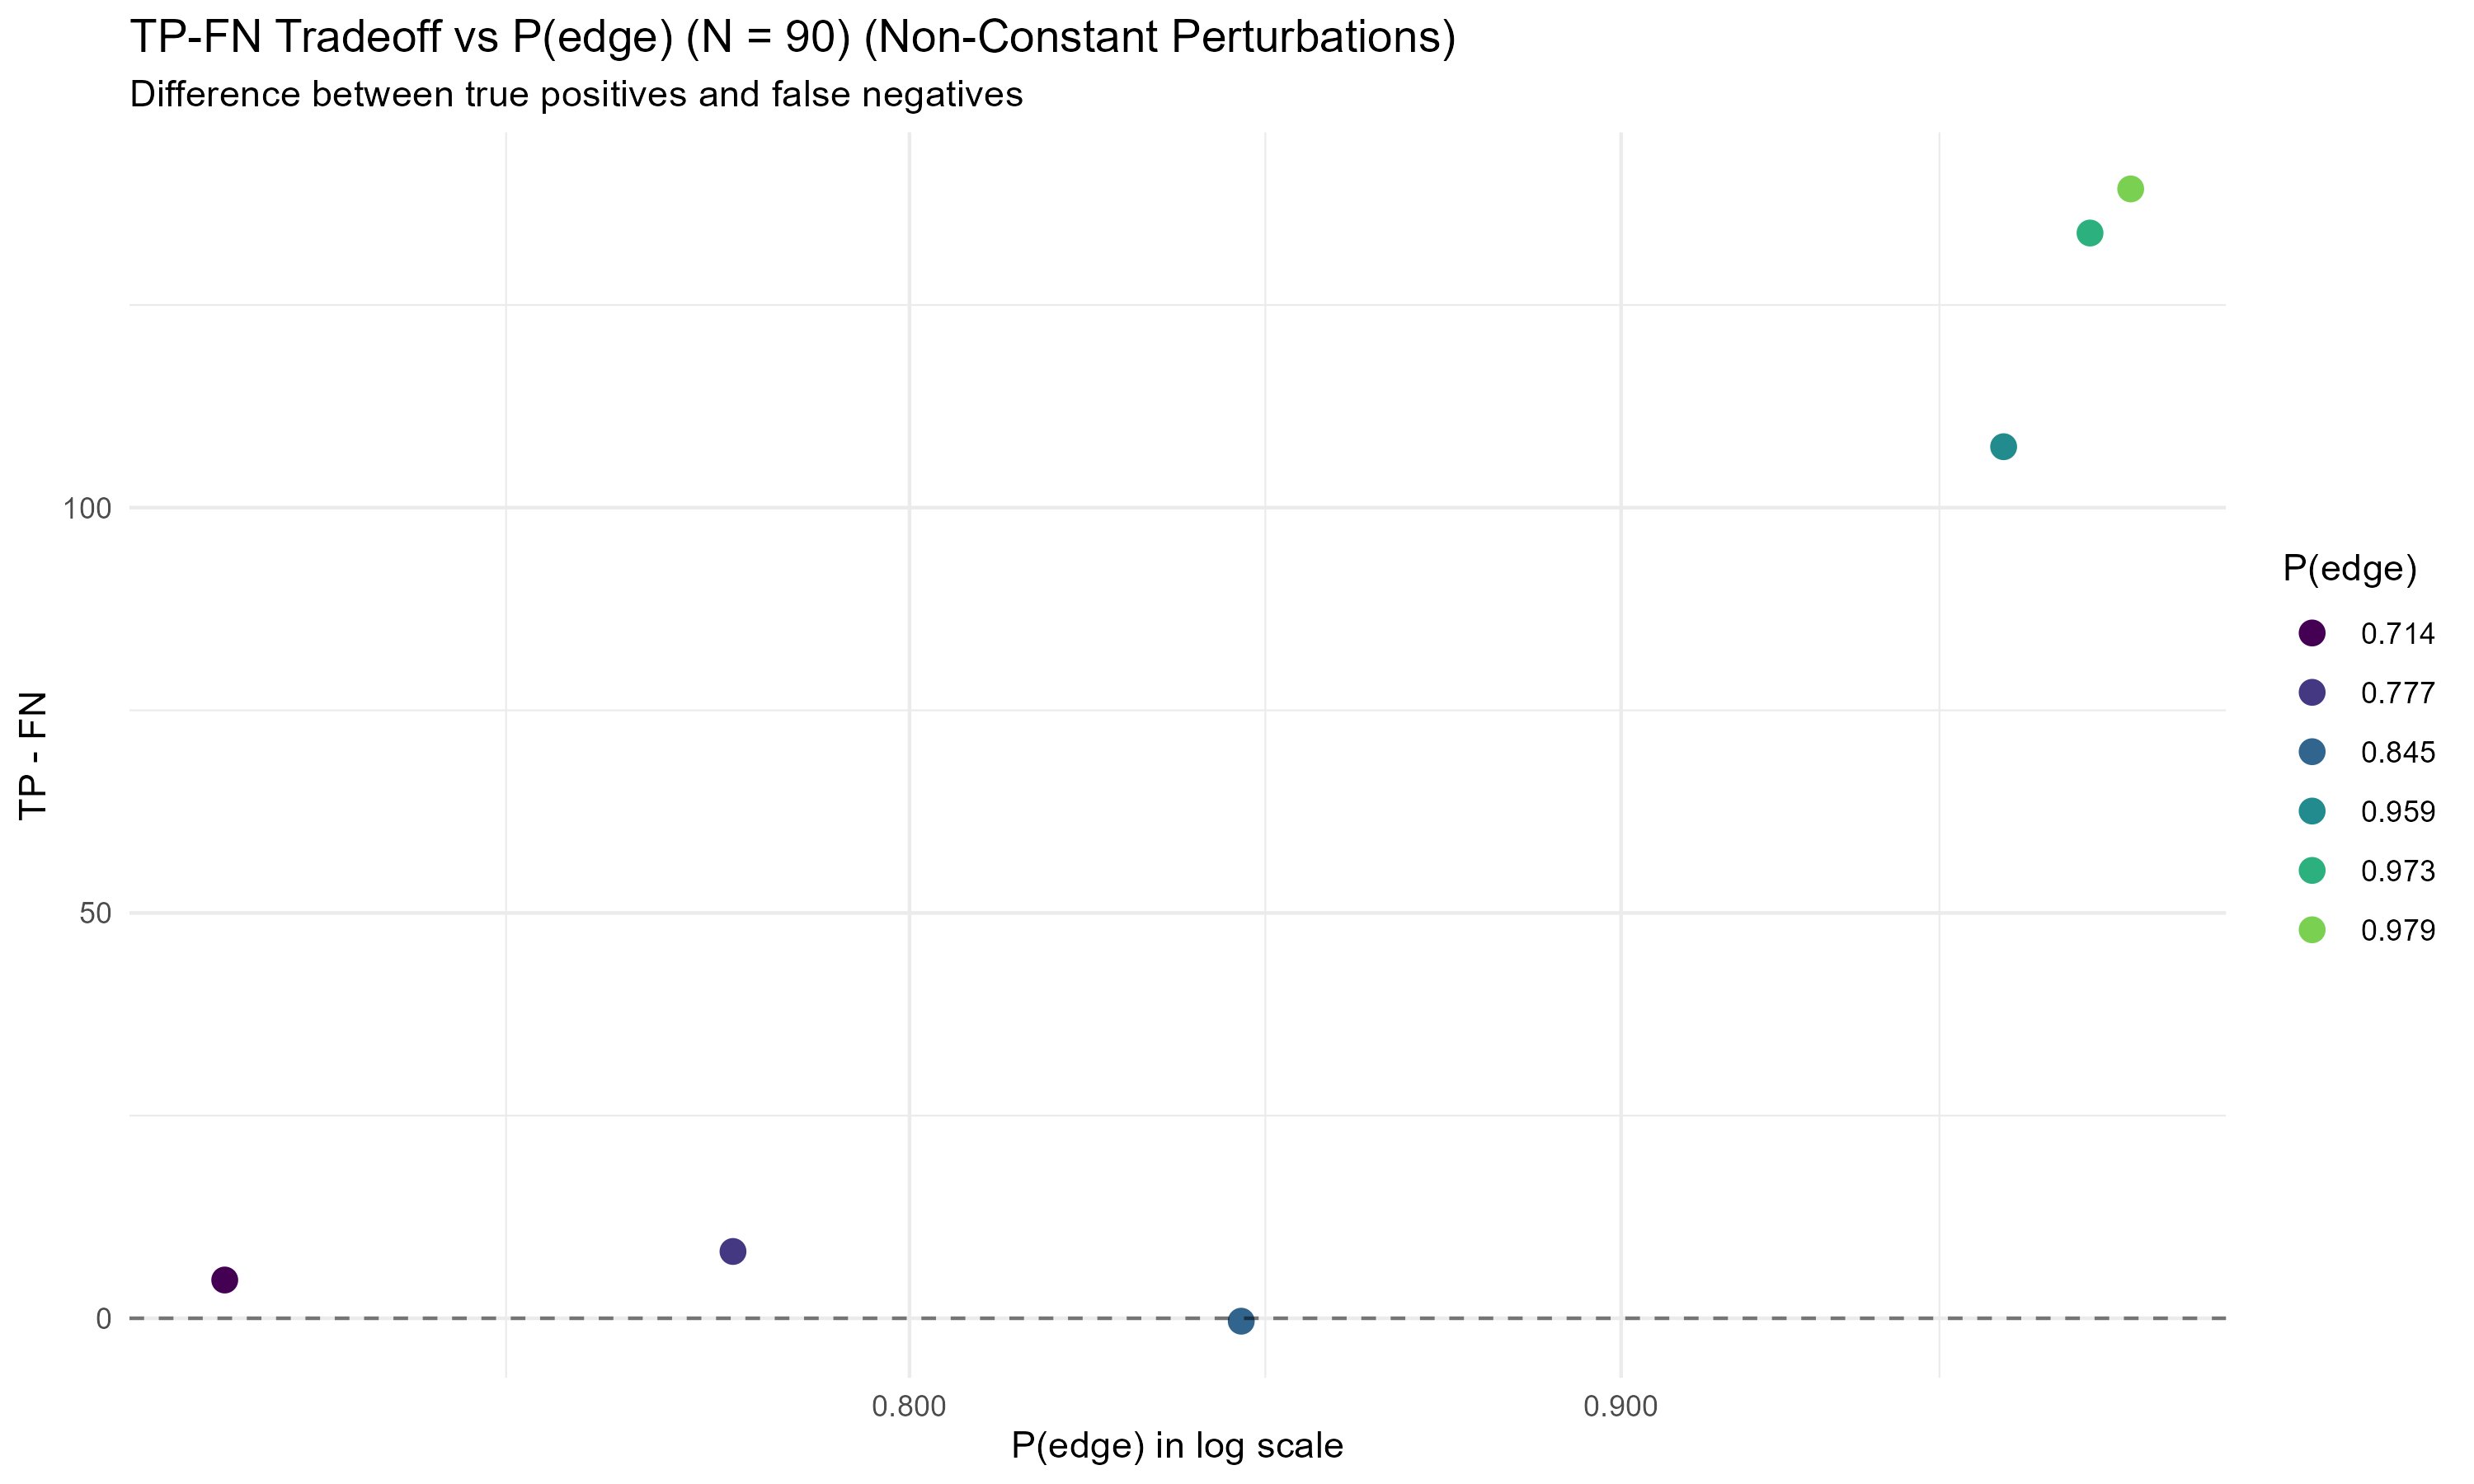 TP-FN Tradeoff vs P(edge) (N = 90) (Non-Constant Perturbations)
Difference between true positives and false negatives
TP - FN
100
50
0
0.800
0.900
P(edge) in log scale
P(edge)
0.714
0.777
0.845
0.959
0.973
0.979